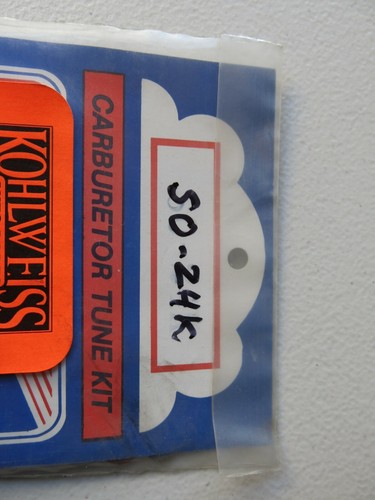 SO-24K
CARBURETOR TUNE KIT
KOHLWEISS